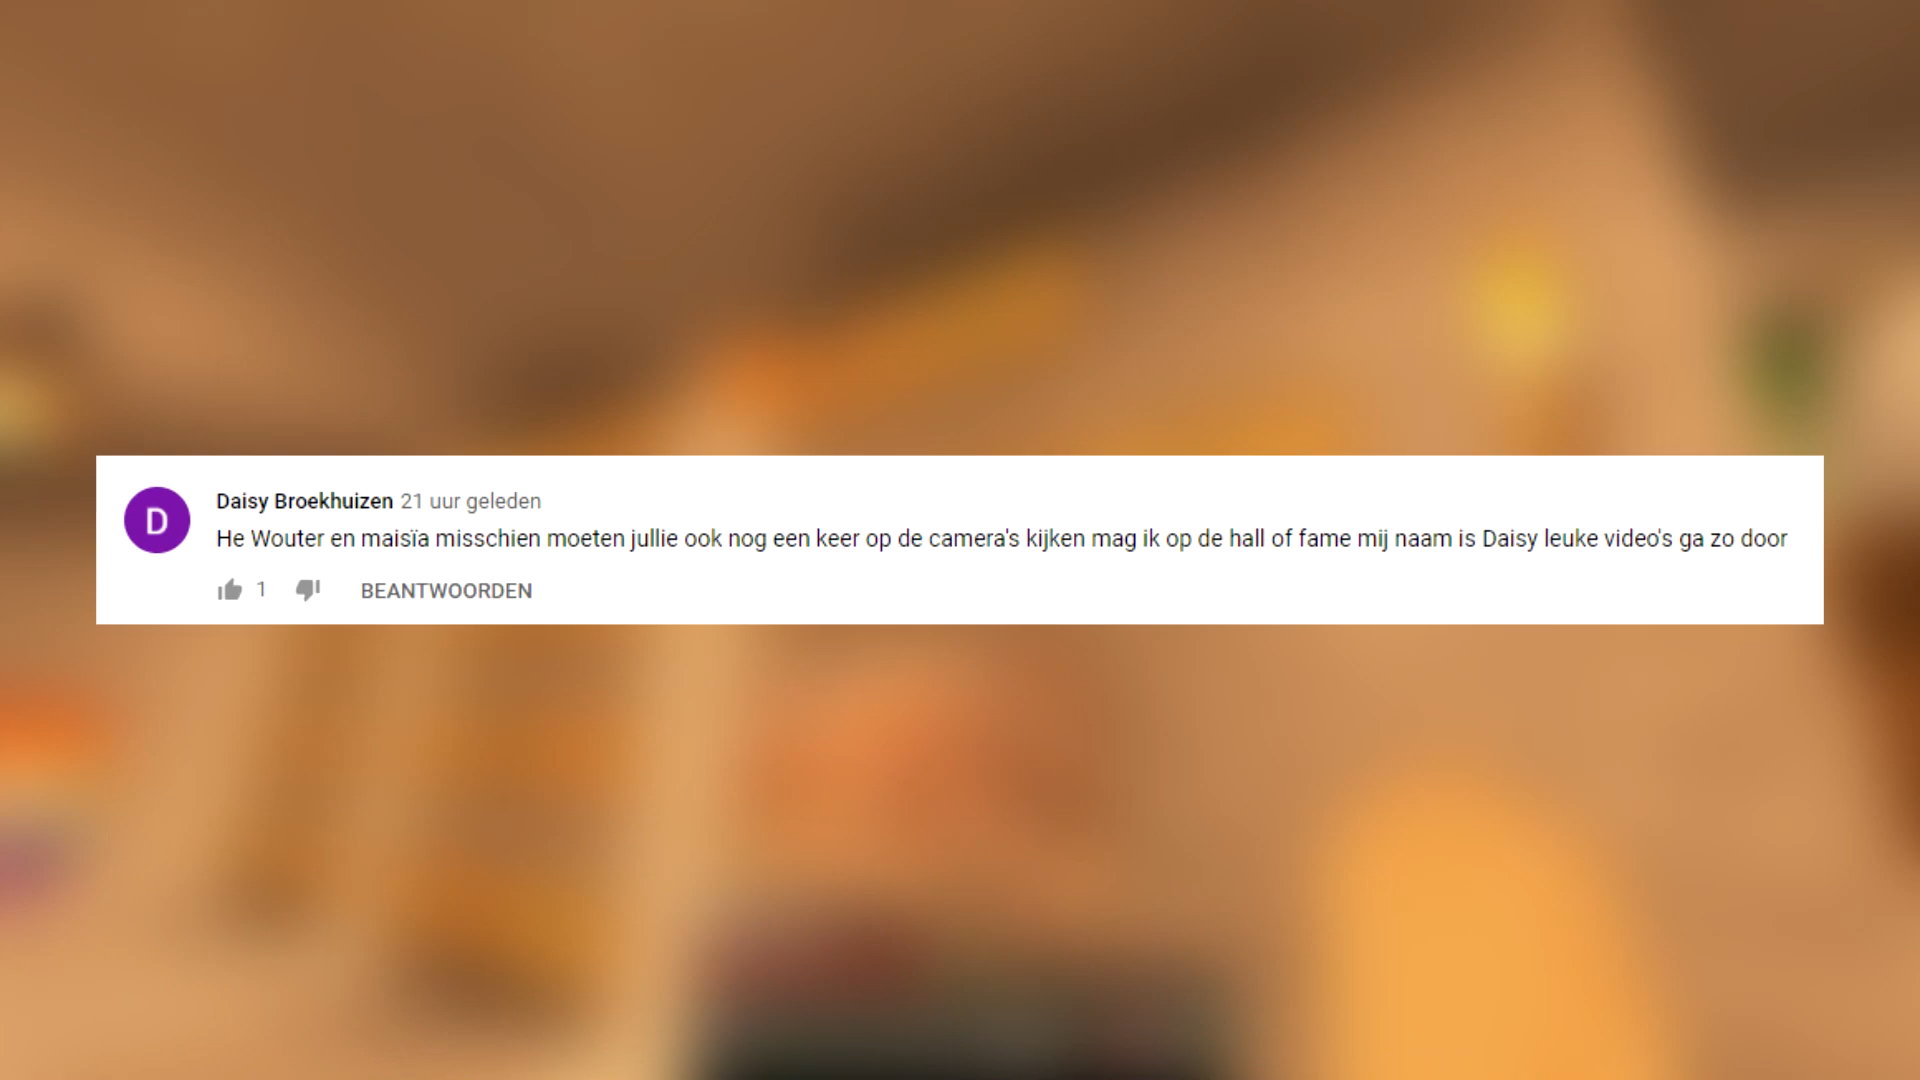 D
Daisy Broekhuizen 21 uur geleden
He Wouter en maisïa misschien moeten jullie ook nog een keer op de camera's kijken mag ik op de hall of fame mij naam is Daisy leuke video's ga zo door
1 BEANTWOORDEN